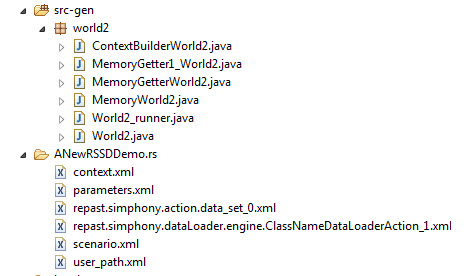 src-gen
world2
ContextBuilderWorld2.java
MemoryGetter1_World2.java
MemoryGetterWorld2.java
MemoryWorld2.java
World2_runner.java
World2.java
ANewRSSDDemo.rs
context.xml
parameters.xml
repast.simphony.action.data_set_0.xml
repast.simphony.dataLoader.engine.ClassNameDataLoaderAction_1.xml
scenario.xml
user_path.xml